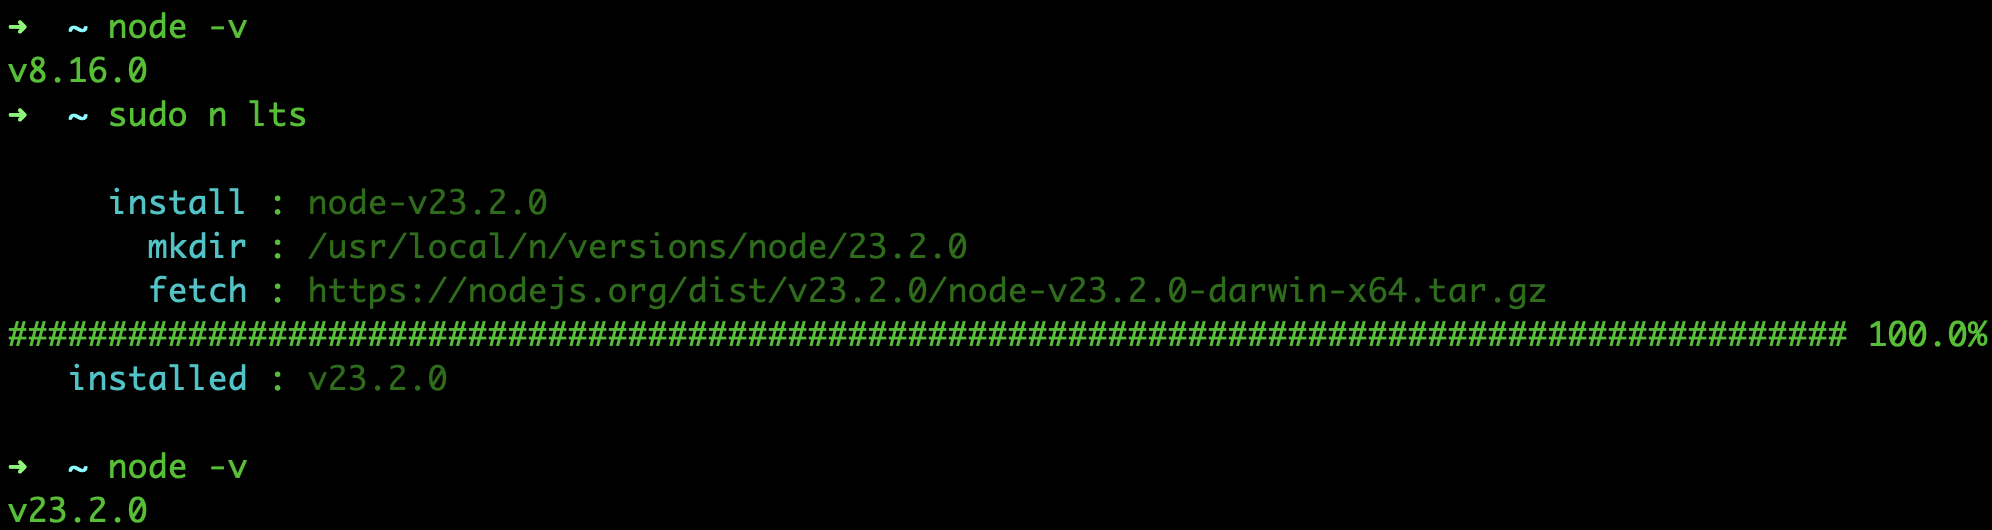 ➜  ~ node -v
v8.16.0
➜  ~ sudo n lts
     install : node-v23.2.0
       mkdir : /usr/local/n/versions/node/23.2.0
       fetch : https://nodejs.org/dist/v23.2.0/node-v23.2.0-darwin-x64.tar.gz
############################################################################################ 100.0%
   installed : v23.2.0
➜  ~ node -v
v23.2.0